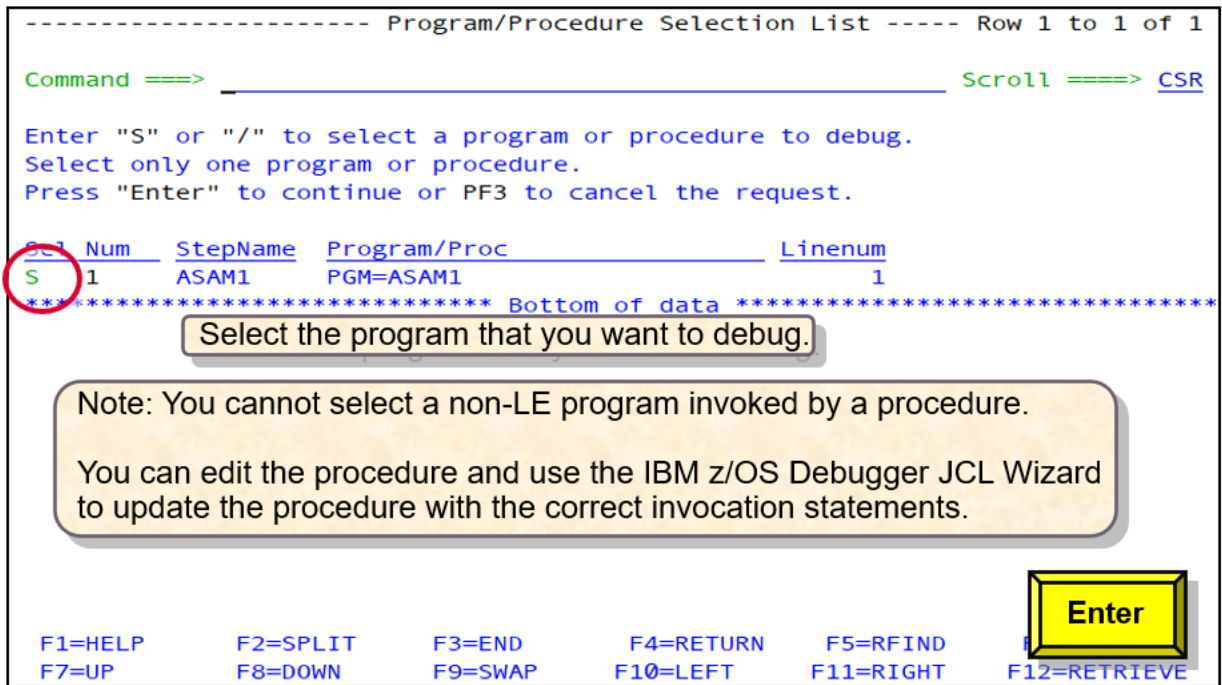 ----------------------- Program/Procedure Selection List ----- Row 1 to 1 of 1
Command ===> _ Scroll ====> CSR
Enter "S" or "/" to select a program or procedure to debug.
Select only one program or procedure.
Press "Enter" to continue or PF3 to cancel the request.
Sel Num StepName Program/Proc Linenum
S 1 ASAM1 PGM=ASAM1 1
******************************* Bottom of data ********************************
Select the program that you want to debug.
Note: You cannot select a non-LE program invoked by a procedure.
You can edit the procedure and use the IBM z/OS Debugger JCL Wizard
to update the procedure with the correct invocation statements.
Enter
F1=HELP F2=SPLIT F3=END F4=RETURN F5=RFIND
F7=UP F8=DOWN F9=SWAP F10=LEFT F11=RIGHT F12=RETRIEVE